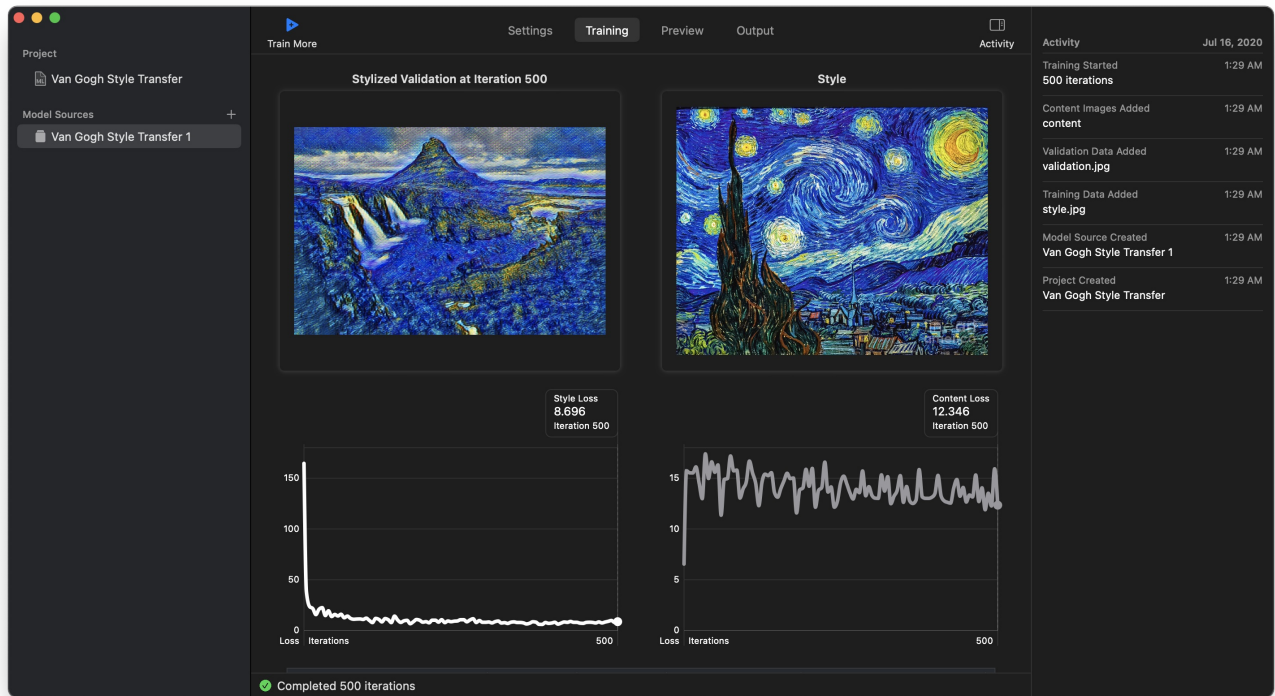 Project
Van Gogh Style Transfer
Model Sources +
Van Gogh Style Transfer 1
Train More
Settings Training Preview Output
Activity
Stylized Validation at Iteration 500
Style
Style Loss
8.696
Iteration 500
150
100
50
0
Loss Iterations 500
Content Loss
12.346
Iteration 500
15
10
5
0
Loss Iterations 500
Completed 500 iterations
Activity Jul 16, 2020
Training Started 1:29 AM
500 iterations
Content Images Added 1:29 AM
content
Validation Data Added 1:29 AM
validation.jpg
Training Data Added 1:29 AM
style.jpg
Model Source Created 1:29 AM
Van Gogh Style Transfer 1
Project Created 1:29 AM
Van Gogh Style Transfer